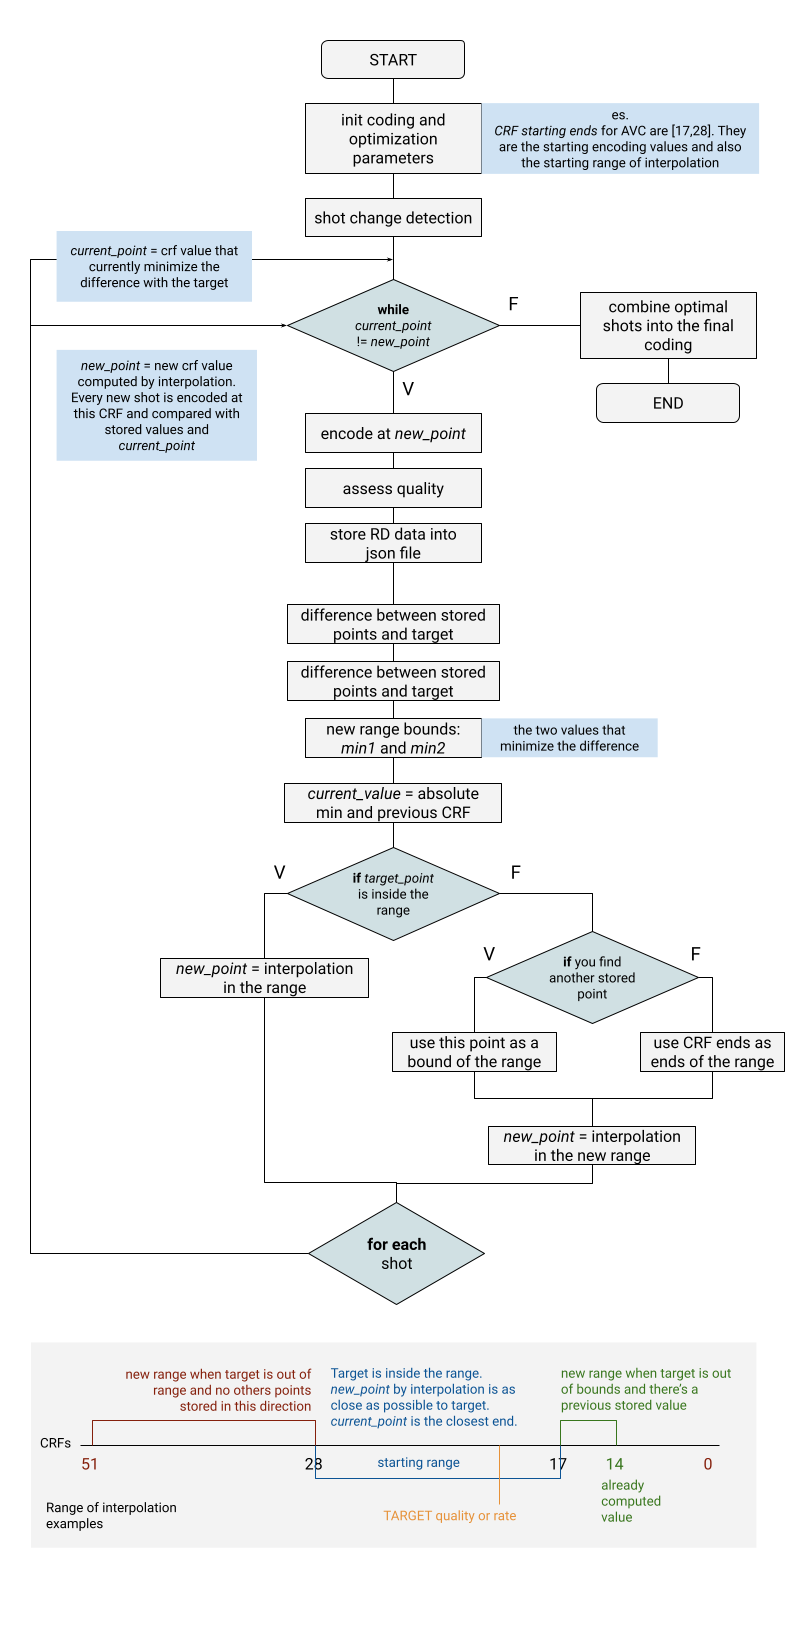 START
init coding and
optimization
parameters
es.
CRF starting ends for AVC are [17,28]. They
are the starting encoding values and also
the starting range of interpolation
shot change detection
current_point = crf value that
currently minimize the
difference with the target
while
current_point
!= new_point
F
combine optimal
shots into the final
coding
END
V
new_point = new crf value
computed by interpolation.
Every new shot is encoded at
this CRF and compared with
stored values and
current_point
encode at new_point
assess quality
store RD data into
json file
difference between stored
points and target
difference between stored
points and target
new range bounds:
min1 and min2
the two values that
minimize the difference
current_value = absolute
min and previous CRF
V
if target_point
is inside the
range
F
new_point = interpolation
in the range
V
if you find
another stored
point
F
use this point as a
bound of the range
use CRF ends as
ends of the range
new_point = interpolation
in the new range
for each
shot
new range when target is out of
range and no others points
stored in this direction
Target is inside the range.
new_point by interpolation is as
close as possible to target.
current_point is the closest end.
new range when target is out
of bounds and there's a
previous stored value
CRFs
51
28
starting range
17
14
0
already
computed
value
TARGET quality or rate
Range of interpolation
examples